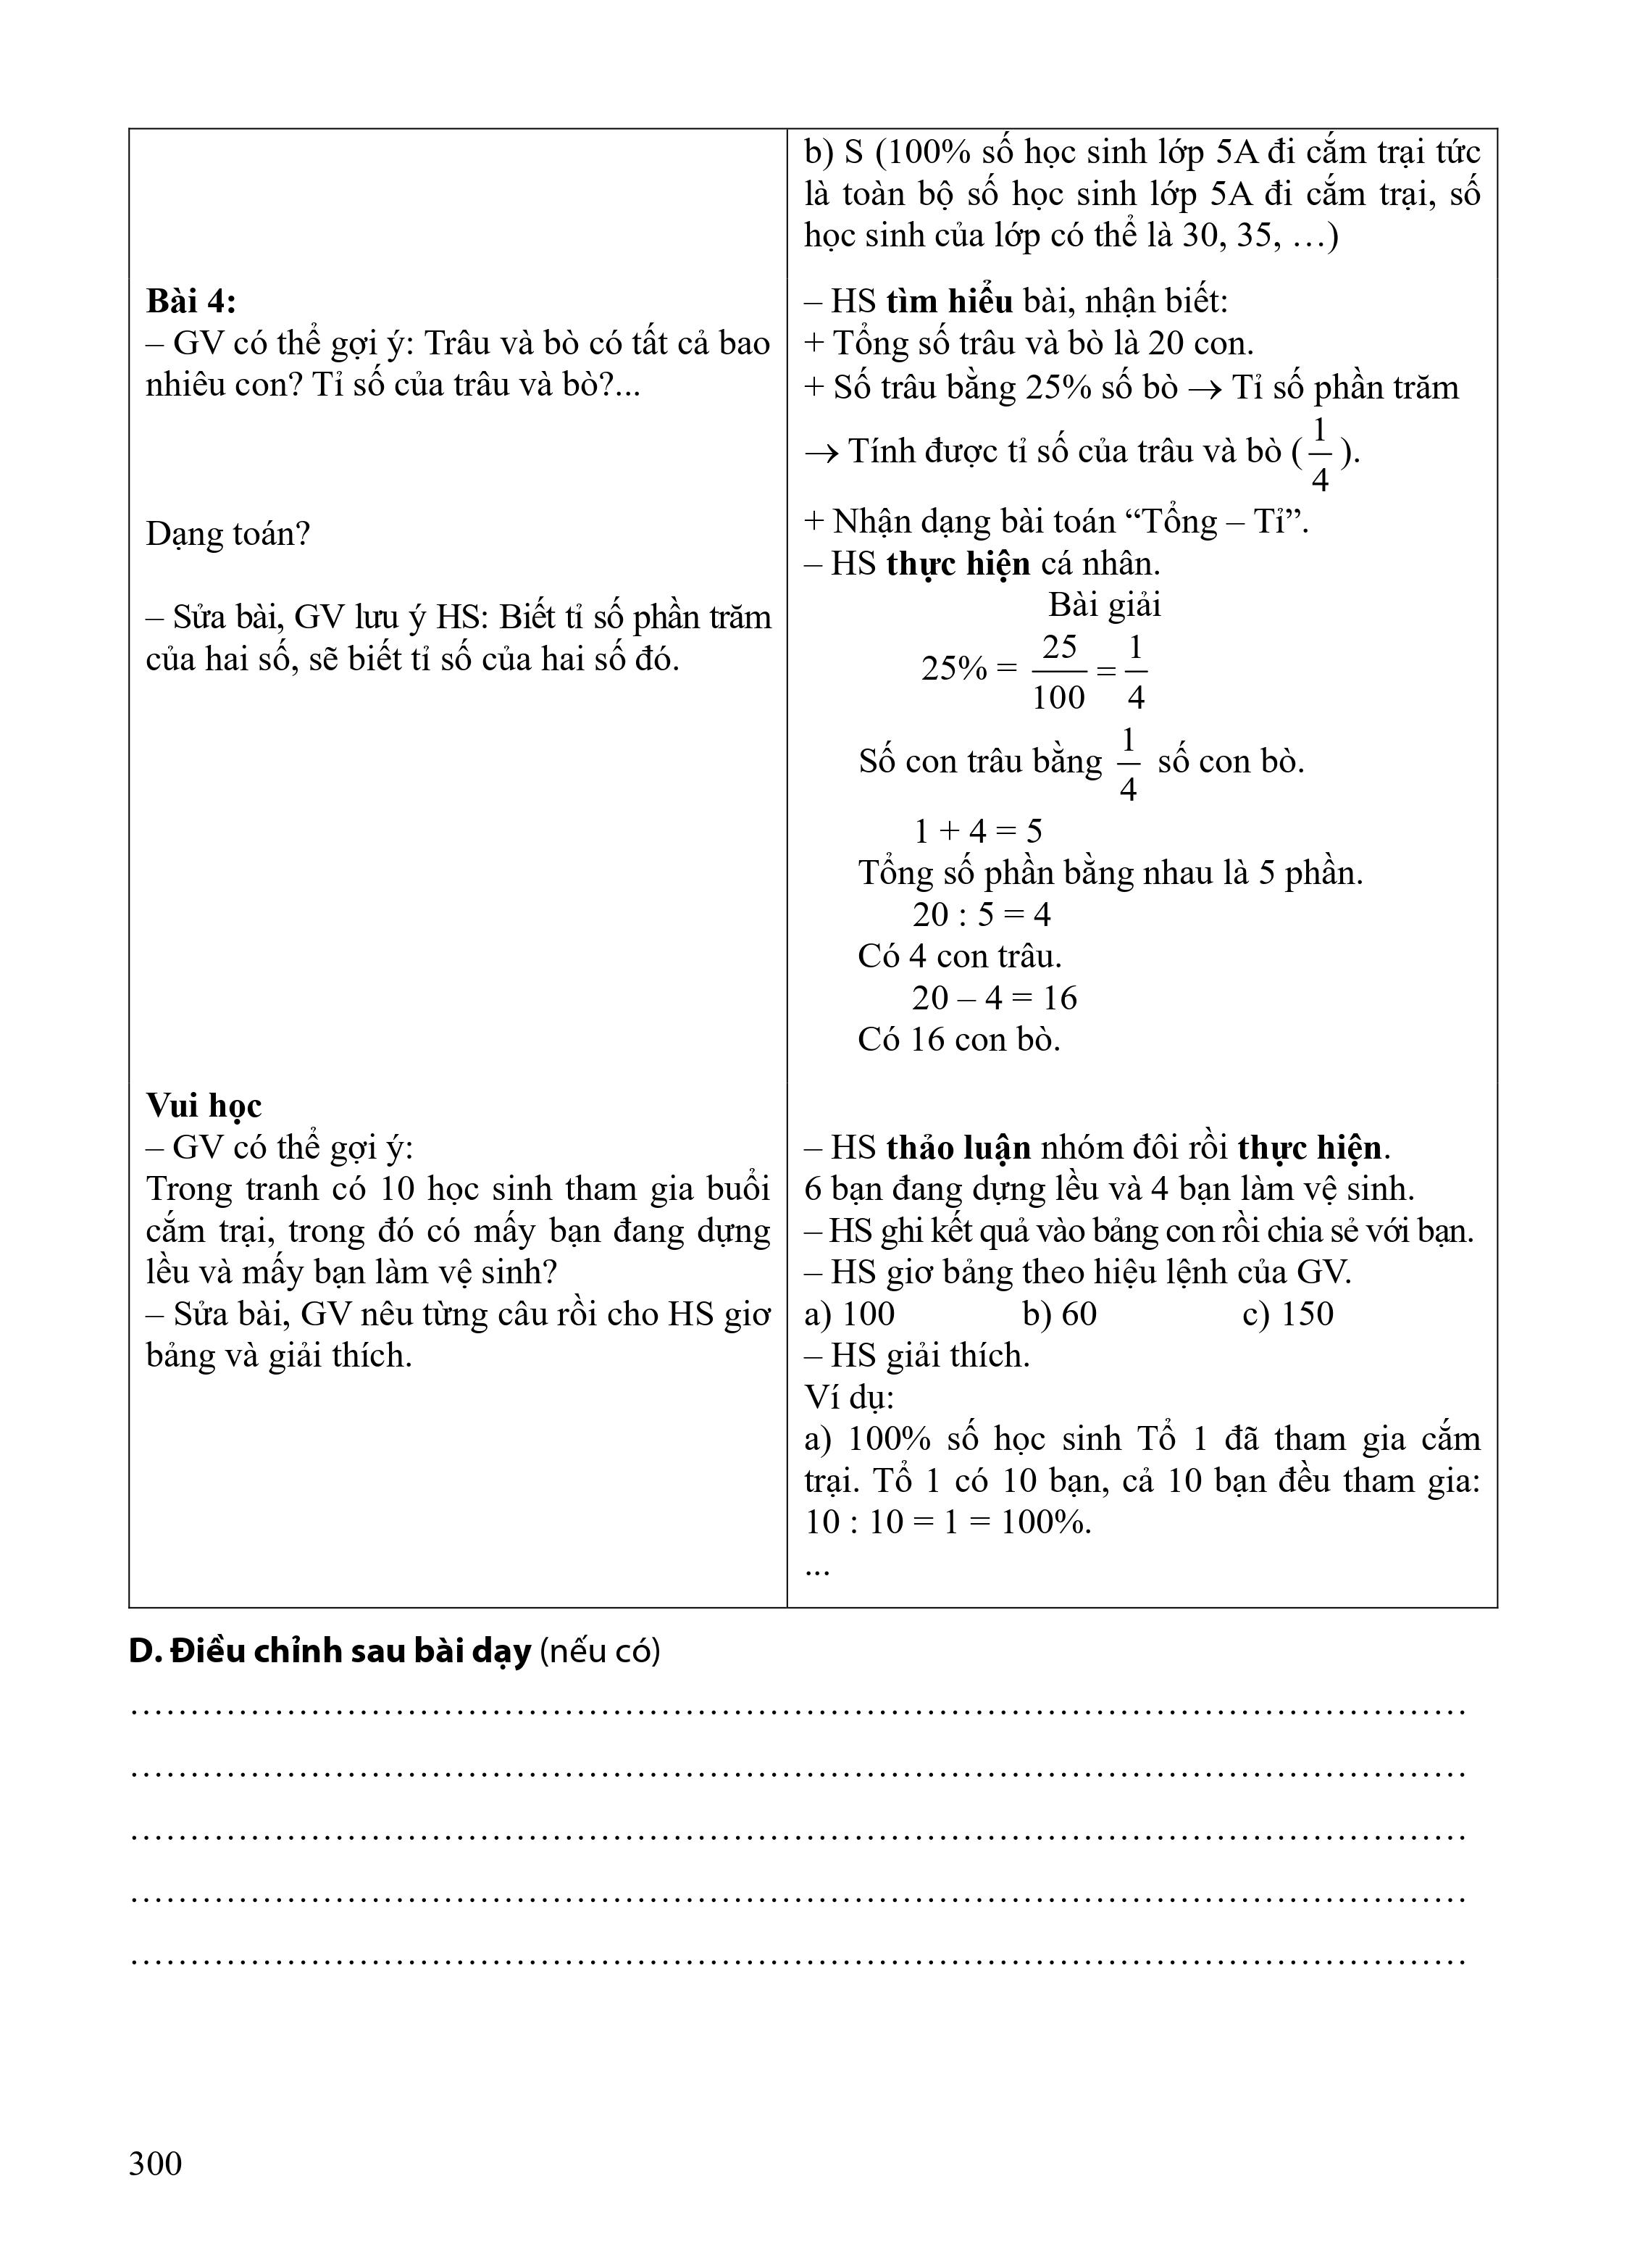 b) S (100% số học sinh lớp 5A đi cắm trại tức
là toàn bộ số học sinh lớp 5A đi cắm trại, số
học sinh của lớp có thể là 30, 35, …)
Bài 4:
– GV có thể gợi ý: Trâu và bò có tất cả bao
nhiêu con? Tỉ số của trâu và bò?...
Dạng toán?
– Sửa bài, GV lưu ý HS: Biết tỉ số phần trăm
của hai số, sẽ biết tỉ số của hai số đó.
– HS tìm hiểu bài, nhận biết:
+ Tổng số trâu và bò là 20 con.
+ Số trâu bằng 25% số bò → Tỉ số phần trăm
→ Tính được tỉ số của trâu và bò (1/4).
+ Nhận dạng bài toán “Tổng – Tỉ”.
– HS thực hiện cá nhân.
Bài giải
25% = 25/100 = 1/4
Số con trâu bằng 1/4 số con bò.
1 + 4 = 5
Tổng số phần bằng nhau là 5 phần.
20 : 5 = 4
Có 4 con trâu.
20 – 4 = 16
Có 16 con bò.
Vui học
– GV có thể gợi ý:
Trong tranh có 10 học sinh tham gia buổi
cắm trại, trong đó có mấy bạn đang dựng
lều và mấy bạn làm vệ sinh?
– Sửa bài, GV nêu từng câu rồi cho HS giơ
bảng và giải thích.
– HS thảo luận nhóm đôi rồi thực hiện.
6 bạn đang dựng lều và 4 bạn làm vệ sinh.
– HS ghi kết quả vào bảng con rồi chia sẻ với bạn.
– HS giơ bảng theo hiệu lệnh của GV.
a) 100 b) 60 c) 150
– HS giải thích.
Ví dụ:
a) 100% số học sinh Tổ 1 đã tham gia cắm
trại. Tổ 1 có 10 bạn, cả 10 bạn đều tham gia:
10 : 10 = 1 = 100%.
...
D. Điều chỉnh sau bài dạy (nếu có)
300